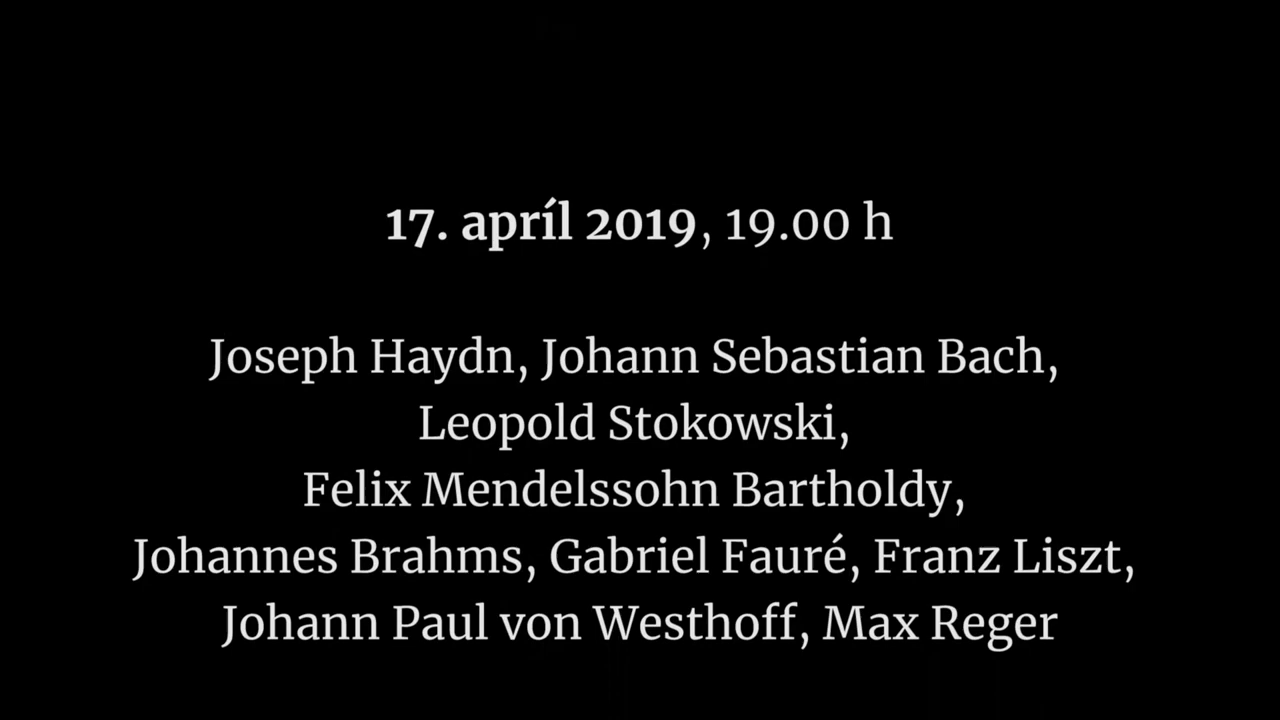 17. apríl 2019, 19.00 h
Joseph Haydn, Johann Sebastian Bach,
Leopold Stokowski,
Felix Mendelssohn Bartholdy,
Johannes Brahms, Gabriel Fauré, Franz Liszt,
Johann Paul von Westhoff, Max Reger